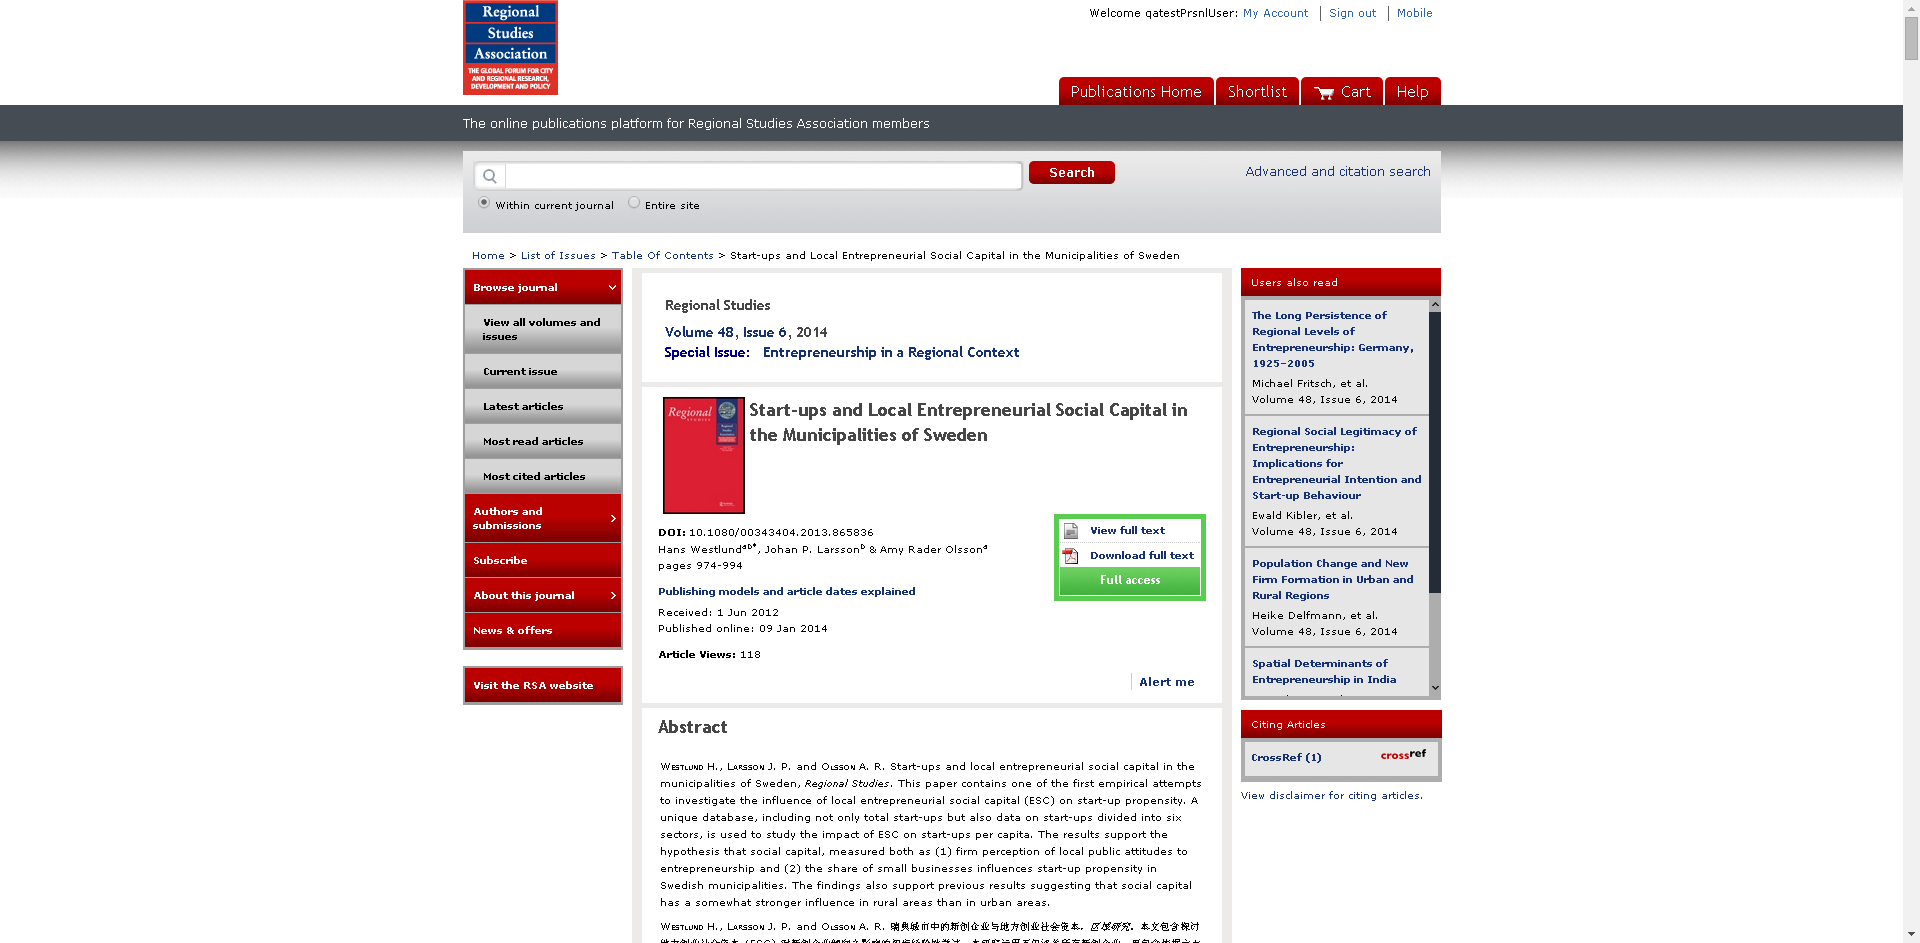 Regional
Studies
Association
THE GLOBAL FORUM FOR CITY
AND REGIONAL RESEARCH,
DEVELOPMENT AND POLICY
Welcome qatestPrsnlUser: My Account | Sign out | Mobile
Publications Home Shortlist Cart Help
The online publications platform for Regional Studies Association members
Search
Advanced and citation search
Within current journal Entire site
Home > List of Issues > Table Of Contents > Start-ups and Local Entrepreneurial Social Capital in the Municipalities of Sweden
Browse journal
View all volumes and
issues
Current issue
Latest articles
Most read articles
Most cited articles
Authors and
submissions
Subscribe
About this journal
News & offers
Visit the RSA website
Regional Studies
Volume 48, Issue 6, 2014
Special Issue: Entrepreneurship in a Regional Context
Regional
Start-ups and Local Entrepreneurial Social Capital in
the Municipalities of Sweden
DOI: 10.1080/00343404.2013.865836
Hans Westlundab*, Johan P. Larssonb & Amy Rader Olssona
pages 974-994
View full text
Download full text
Full access
Publishing models and article dates explained
Received: 1 Jun 2012
Published online: 09 Jan 2014
Article Views: 118
Alert me
Abstract
Westlund H., Larsson J. P. and Olsson A. R. Start-ups and local entrepreneurial social capital in the
municipalities of Sweden, Regional Studies. This paper contains one of the first empirical attempts
to investigate the influence of local entrepreneurial social capital (ESC) on start-up propensity. A
unique database, including not only total start-ups but also data on start-ups divided into six
sectors, is used to study the impact of ESC on start-ups per capita. The results support the
hypothesis that social capital, measured both as (1) firm perception of local public attitudes to
entrepreneurship and (2) the share of small businesses influences start-up propensity in
Swedish municipalities. The findings also support previous results suggesting that social capital
has a somewhat stronger influence in rural areas than in urban areas.
Westlund H., Larsson J. P. and Olsson A. R. 瑞典城市中的新创企业与地方创业社会资本，区域研究。本文包含探讨
Users also read
The Long Persistence of
Regional Levels of
Entrepreneurship: Germany,
1925–2005
Michael Fritsch, et al.
Volume 48, Issue 6, 2014
Regional Social Legitimacy of
Entrepreneurship:
Implications for
Entrepreneurial Intention and
Start-up Behaviour
Ewald Kibler, et al.
Volume 48, Issue 6, 2014
Population Change and New
Firm Formation in Urban and
Rural Regions
Heike Delfmann, et al.
Volume 48, Issue 6, 2014
Spatial Determinants of
Entrepreneurship in India
Citing Articles
CrossRef (1) crossref
View disclaimer for citing articles.